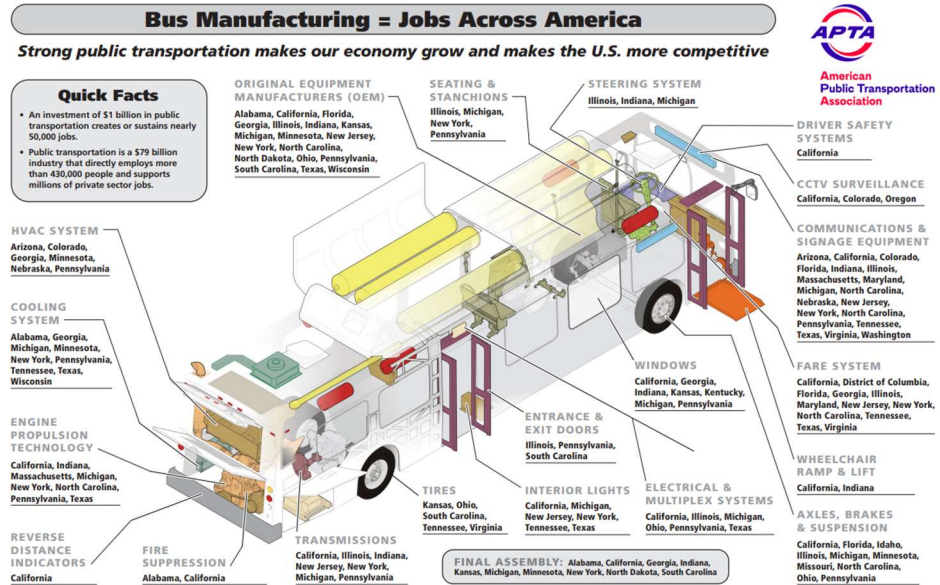 Bus Manufacturing = Jobs Across America
Strong public transportation makes our economy grow and makes the U.S. more competitive
APTA
American
Public Transportation
Association
Quick Facts
• An investment of $1 billion in public
transportation creates or sustains nearly
50,000 jobs.
• Public transportation is a $79 billion
industry that directly employs more
than 430,000 people and supports
millions of private sector jobs.
ORIGINAL EQUIPMENT
MANUFACTURERS (OEM)
Alabama, California, Florida,
Georgia, Illinois, Indiana, Kansas,
Michigan, Minnesota, New Jersey,
New York, North Carolina,
North Dakota, Ohio, Pennsylvania,
South Carolina, Texas, Wisconsin
SEATING &
STANCHIONS
Illinois, Michigan,
New York,
Pennsylvania
STEERING SYSTEM
Illinois, Indiana, Michigan
DRIVER SAFETY
SYSTEMS
California
CCTV SURVEILLANCE
California, Colorado, Oregon
COMMUNICATIONS &
SIGNAGE EQUIPMENT
Arizona, California, Colorado,
Florida, Indiana, Illinois,
Massachusetts, Maryland,
Michigan, North Carolina,
Nebraska, New Jersey,
New York, North Carolina,
Pennsylvania, Tennessee,
Texas, Virginia, Washington
FARE SYSTEM
California, District of Columbia,
Florida, Georgia, Illinois,
Maryland, New Jersey, New York,
North Carolina, Tennessee,
Texas, Virginia
WHEELCHAIR
RAMP & LIFT
California, Indiana
AXLES, BRAKES
& SUSPENSION
California, Florida, Idaho,
Illinois, Michigan, Minnesota,
Missouri, North Carolina,
Ohio, Pennsylvania
HVAC SYSTEM
Arizona, Colorado,
Georgia, Minnesota,
Nebraska, Pennsylvania
COOLING
SYSTEM
Alabama, Georgia,
Michigan, Minnesota,
New York, Pennsylvania,
Tennessee, Texas,
Wisconsin
ENGINE
PROPULSION
TECHNOLOGY
California, Indiana,
Massachusetts, Michigan,
New York, North Carolina,
Pennsylvania, Texas
REVERSE
DISTANCE
INDICATORS
California
FIRE
SUPPRESSION
Alabama, California
TRANSMISSIONS
California, Illinois, Indiana,
New Jersey, New York,
Michigan, Pennsylvania
TIRES
Kansas, Ohio,
South Carolina,
Tennessee, Virginia
ENTRANCE &
EXIT DOORS
Illinois, Pennsylvania,
South Carolina
INTERIOR LIGHTS
California, Michigan,
New Jersey, New York,
Tennessee, Texas
WINDOWS
California, Georgia,
Indiana, Kansas, Kentucky,
Michigan, Pennsylvania
ELECTRICAL &
MULTIPLEX SYSTEMS
California, Illinois, Michigan,
Ohio, Pennsylvania, Texas
FINAL ASSEMBLY: Alabama, California, Georgia, Indiana,
Kansas, Michigan, Minnesota, New York, North Dakota, South Carolina